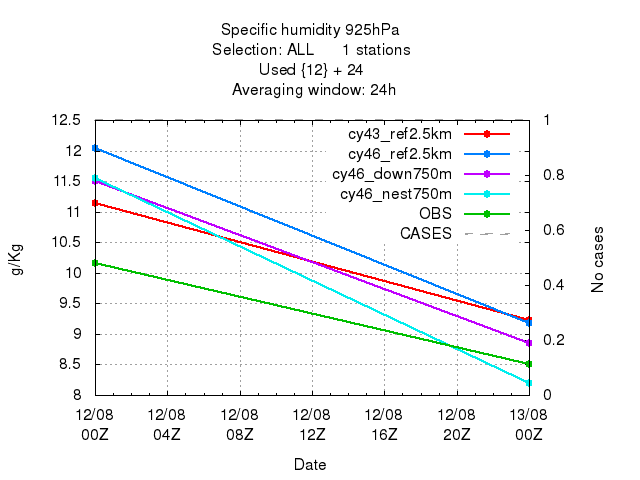 Specific humidity 925hPa
Selection: ALL 1 stations
Used {12} + 24
Averaging window: 24h
cy43_ref2.5km
cy46_ref2.5km
cy46_down750m
cy46_nest750m
OBS
CASES
g/Kg
12.5
12
11.5
11
10.5
10
9.5
9
8.5
8
1
0.8
0.6
0.4
0.2
0
No cases
12/08 12/08 12/08 12/08 12/08 12/08 13/08
00Z 04Z 08Z 12Z 16Z 20Z 00Z
Date